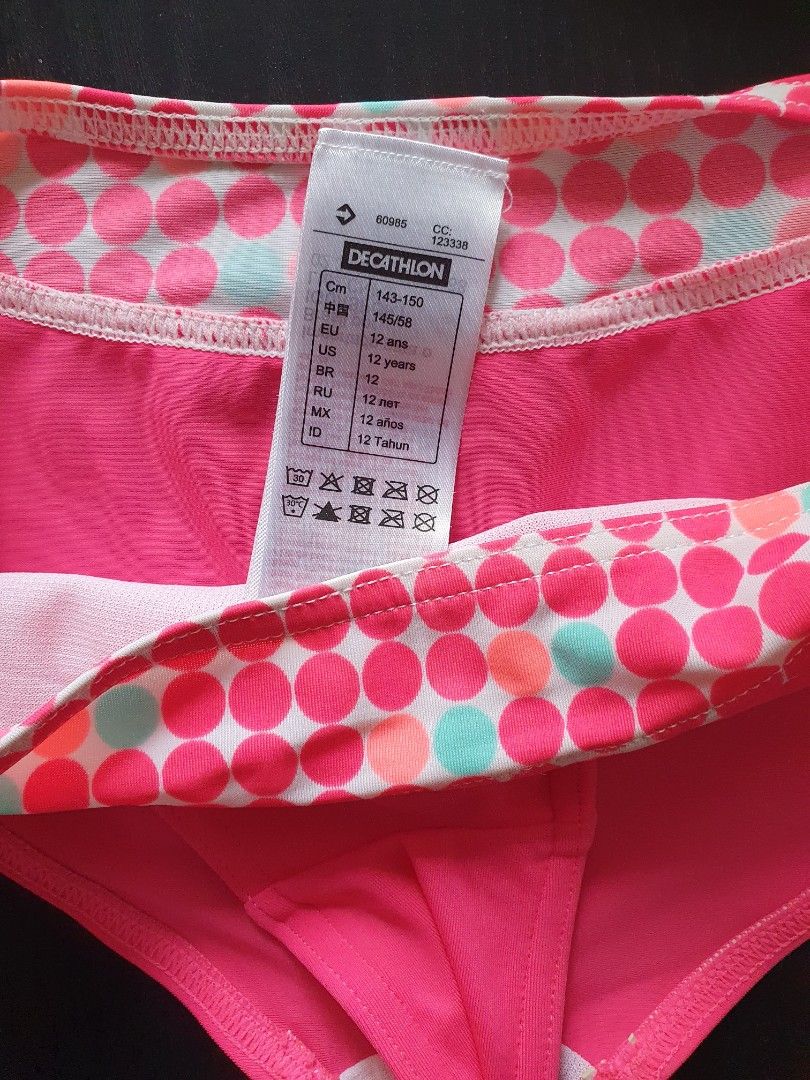 60985 CC:
123338
DECATHLON
Cm 143-150
中国 145/58
EU 12 ans
US 12 years
BR 12
RU 12 лет
MX 12 años
ID 12 Tahun
30
30°C